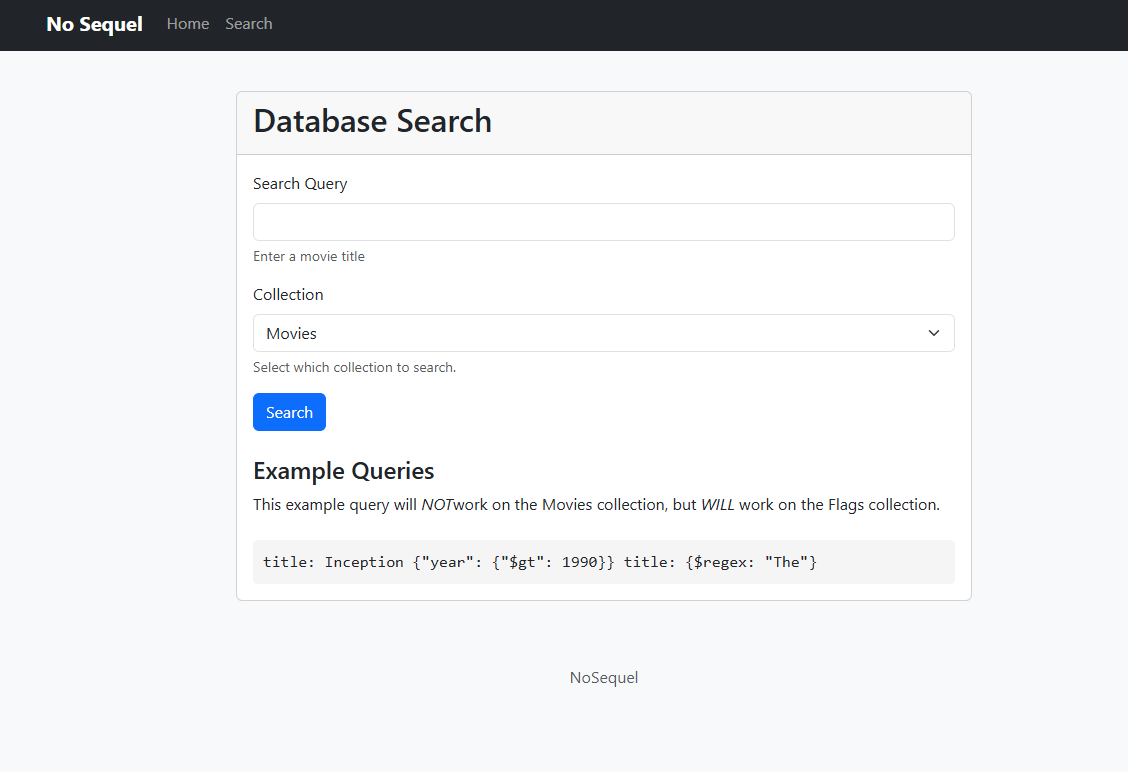 No Sequel Home Search
Database Search
Search Query
Enter a movie title
Collection
Movies
Select which collection to search.
Search
Example Queries
This example query will NOTwork on the Movies collection, but WILL work on the Flags collection.
title: Inception {"year": {"$gt": 1990}} title: {$regex: "The"}
NoSequel